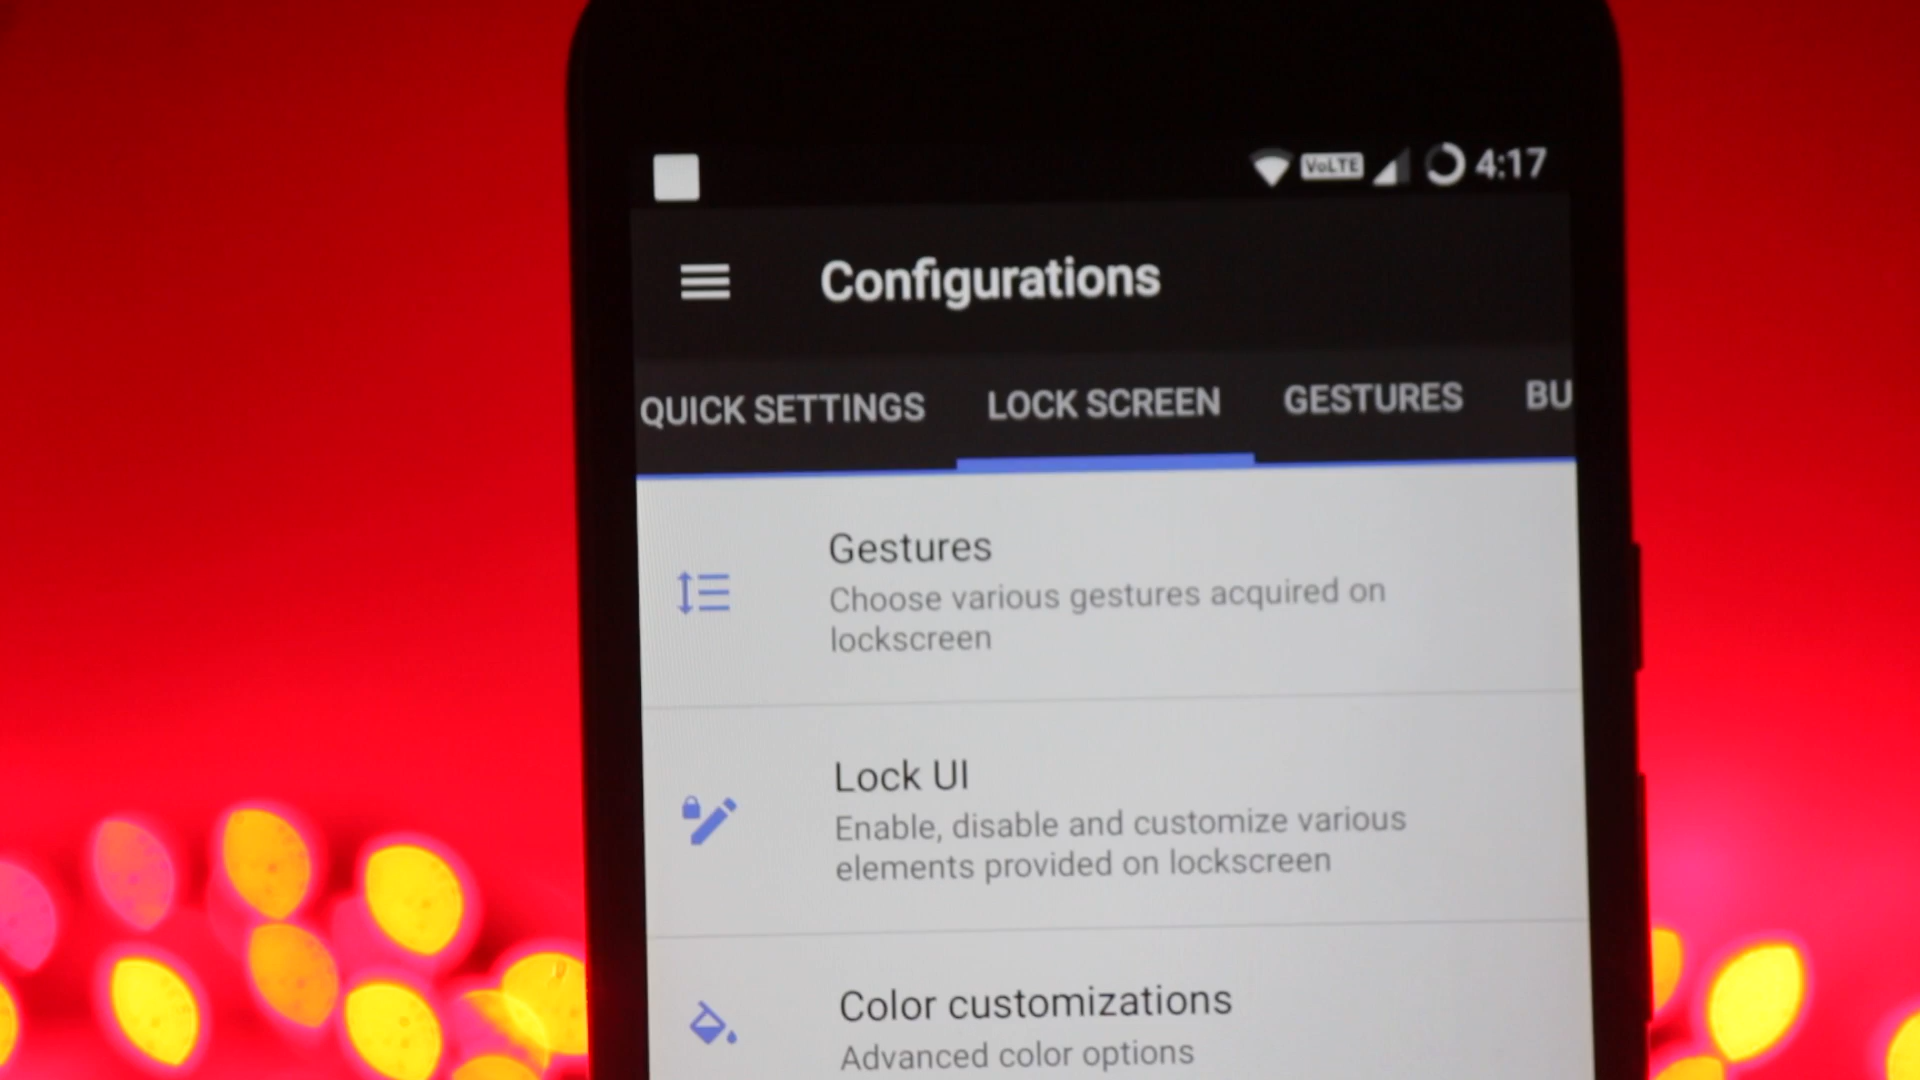 VoLTE 4:17
Configurations
QUICK SETTINGS LOCK SCREEN GESTURES BU
Gestures
Choose various gestures acquired on
lockscreen
Lock UI
Enable, disable and customize various
elements provided on lockscreen
Color customizations
Advanced color options